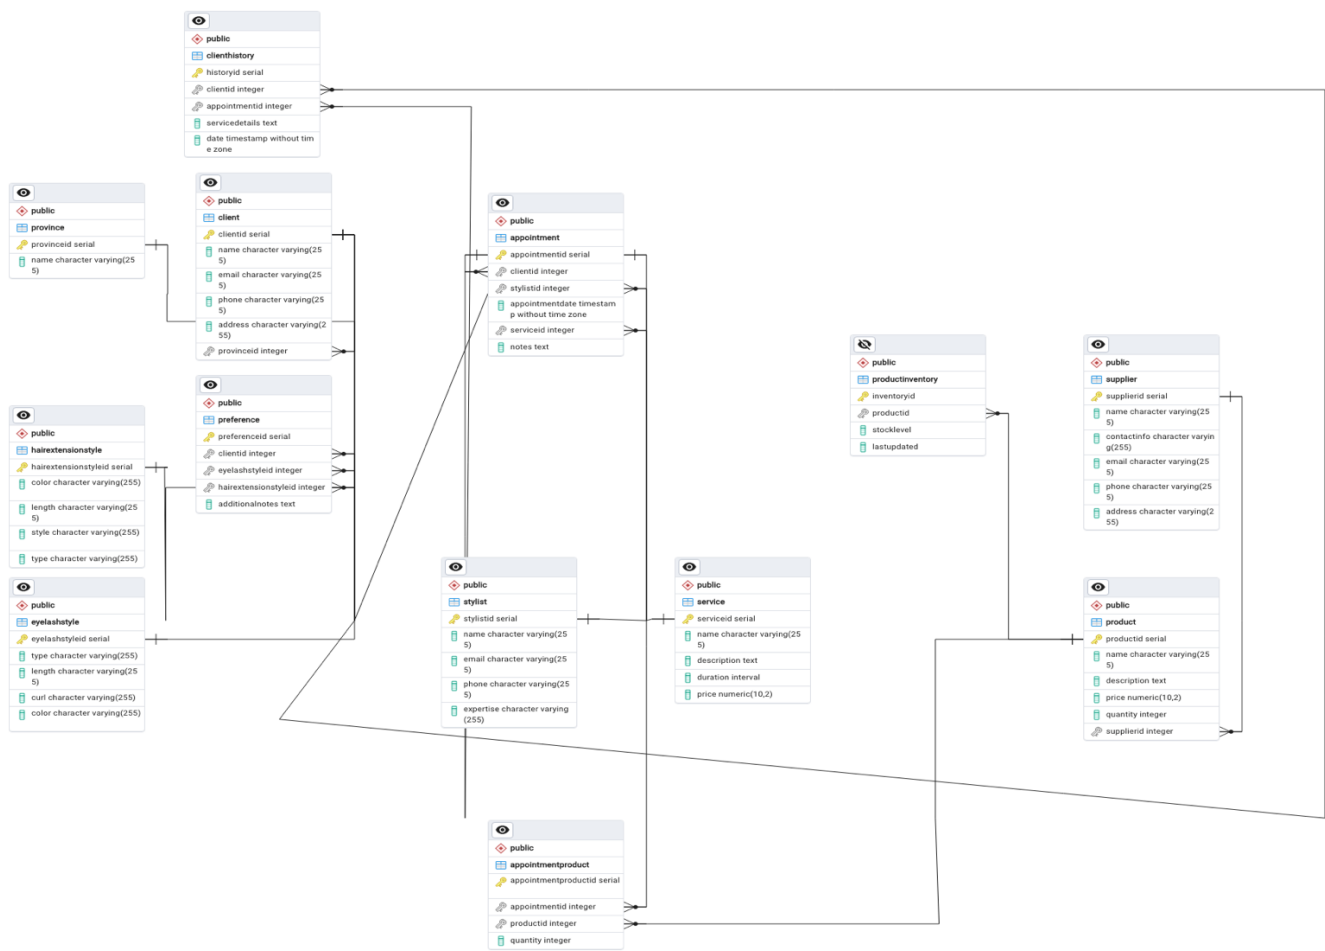 public
clienthistory
historyid serial
clientid integer
appointmentid integer
servicedetails text
date timestamp without tim
e zone
public
province
provinceid serial
name character varying(25
5)
public
client
clientid serial
name character varying(25
5)
email character varying(25
5)
phone character varying(25
5)
address character varying(2
55)
provinceid integer
public
appointment
appointmentid serial
clientid integer
stylistid integer
appointmentdate timestam
p without time zone
serviceid integer
notes text
public
productinventory
inventoryid
productid
stocklevel
lastupdated
public
supplier
supplierid serial
name character varying(25
5)
contactinfo character varyin
g(255)
email character varying(25
5)
phone character varying(25
5)
address character varying(2
55)
public
hairextensionstyle
hairextensionstyleid serial
color character varying(255)
length character varying(25
5)
style character varying(255)
type character varying(255)
public
preference
preferenceid serial
clientid integer
eyelashstyleid integer
hairextensionstyleid integer
additionalnotes text
public
eyelashstyle
eyelashstyleid serial
type character varying(255)
length character varying(25
5)
curl character varying(255)
color character varying(255)
public
stylist
stylistid serial
name character varying(25
5)
email character varying(25
5)
phone character varying(25
5)
expertise character varying
(255)
public
service
serviceid serial
name character varying(25
5)
description text
duration interval
price numeric(10,2)
public
product
productid serial
name character varying(25
5)
description text
price numeric(10,2)
quantity integer
supplierid integer
public
appointmentproduct
appointmentproductid serial
appointmentid integer
productid integer
quantity integer